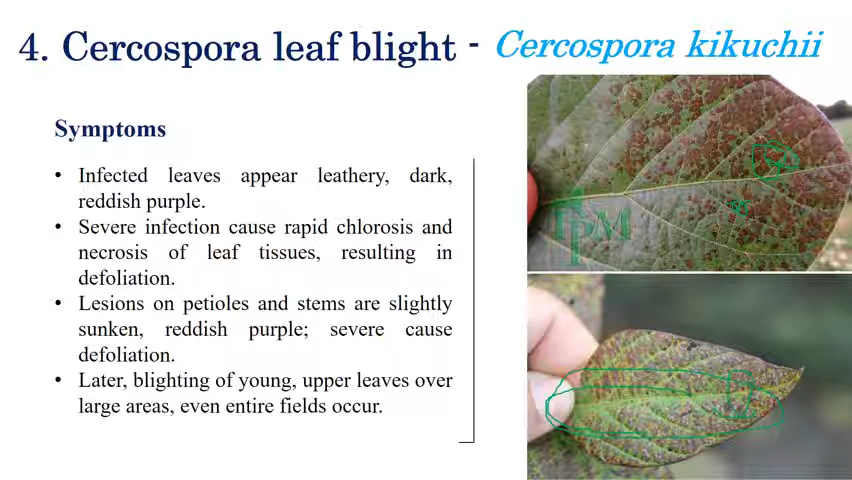 4. Cercospora leaf blight - Cercospora kikuchii
Symptoms
• Infected leaves appear leathery, dark,
reddish purple.
• Severe infection cause rapid chlorosis and
necrosis of leaf tissues, resulting in
defoliation.
• Lesions on petioles and stems are slightly
sunken, reddish purple; severe cause
defoliation.
• Later, blighting of young, upper leaves over
large areas, even entire fields occur.